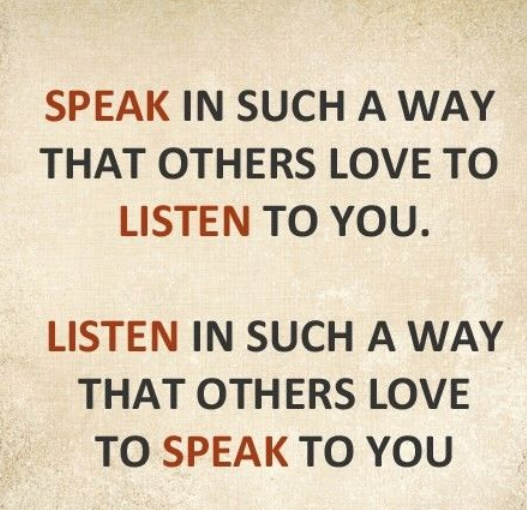 SPEAK IN SUCH A WAY
THAT OTHERS LOVE TO
LISTEN TO YOU.
LISTEN IN SUCH A WAY
THAT OTHERS LOVE
TO SPEAK TO YOU